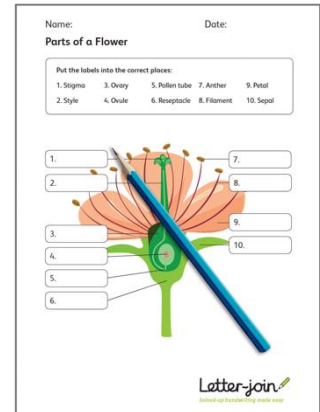 Name: Date:
Parts of a Flower
Put the labels into the correct places:
1. Stigma 3. Ovary 5. Pollen tube 7. Anther 9. Petal
2. Style 4. Ovule 6. Receptacle 8. Filament 10. Sepal
1. 7.
2. 8.
9.
3. 10.
4.
5.
6.
Letter-join
Joined-up handwriting made easy